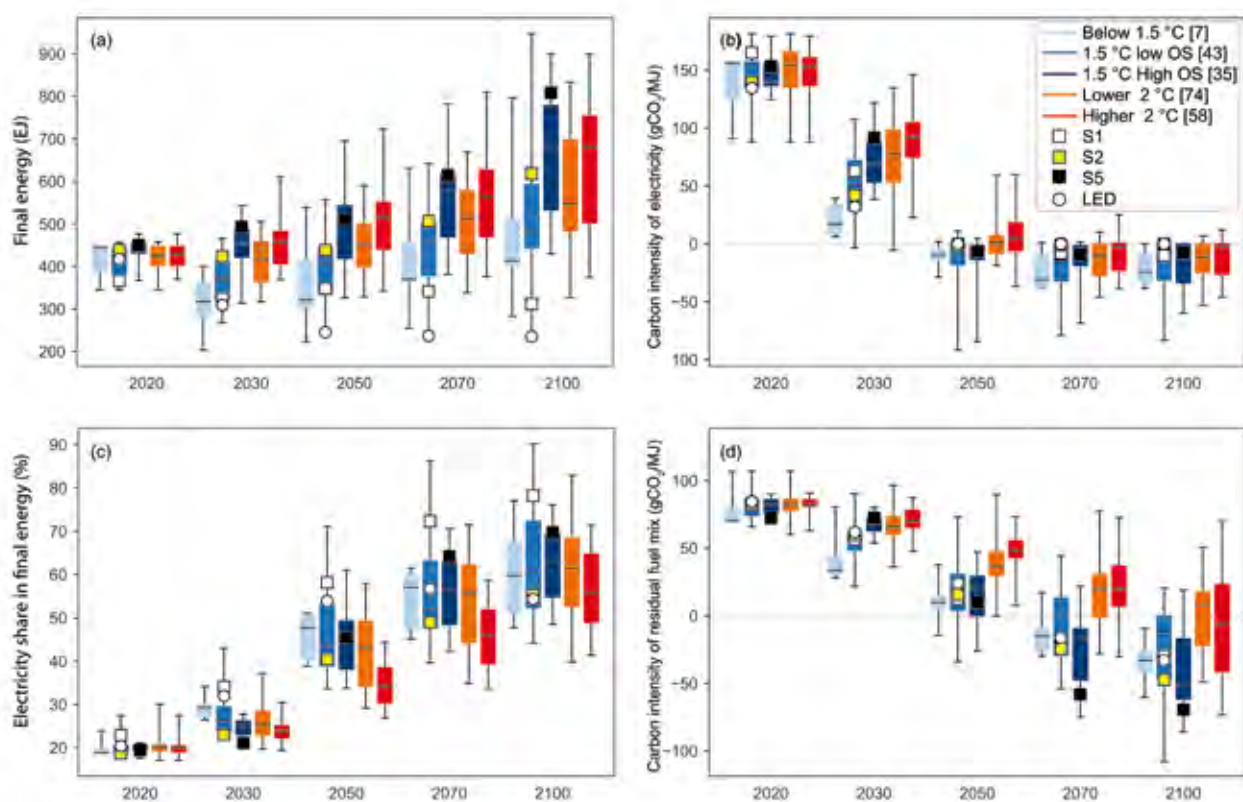 (a)
Final energy (EJ)
900
800
700
600
500
400
300
200
2020 2030 2050 2070 2100
(b)
Carbon intensity of electricity (gCO₂/MJ)
150
100
50
0
−50
100
2020 2030 2050 2070 2100
Below 1.5 °C [7]
1.5 °C low OS [43]
1.5 °C High OS [35]
Lower 2 °C [74]
Higher 2 °C [58]
S1
S2
S5
LED
(c)
Electricity share in final energy (%)
90
80
70
60
50
40
30
20
2020 2030 2050 2070 2100
(d)
Carbon intensity of residual fuel mix (gCO₂/MJ)
100
50
0
−50
−100
2020 2030 2050 2070 2100